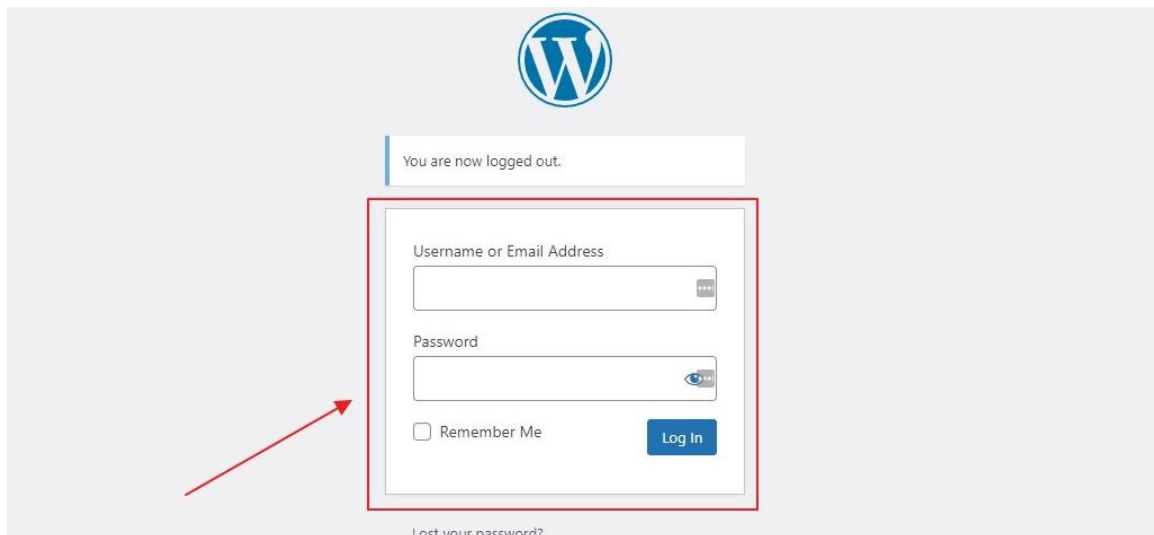 You are now logged out.
Username or Email Address
Password
Remember Me
Log In
Lost your password?